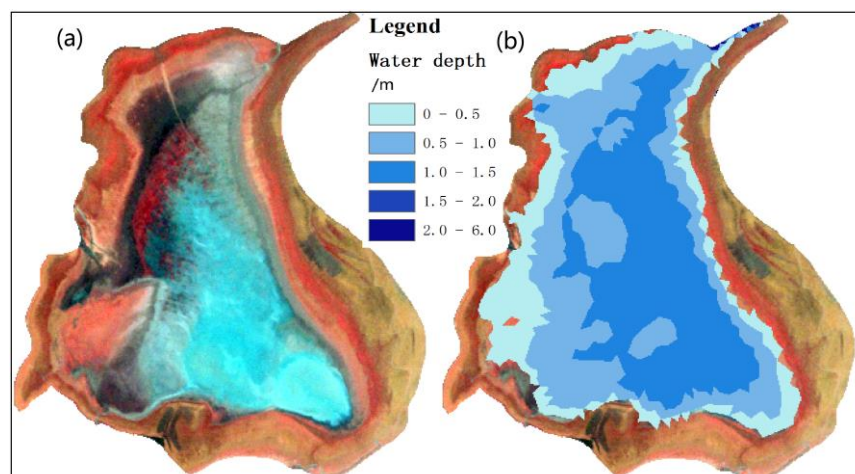 (a)
Legend
Water depth
/m
0 - 0.5
0.5 - 1.0
1.0 - 1.5
1.5 - 2.0
2.0 - 6.0
(b)